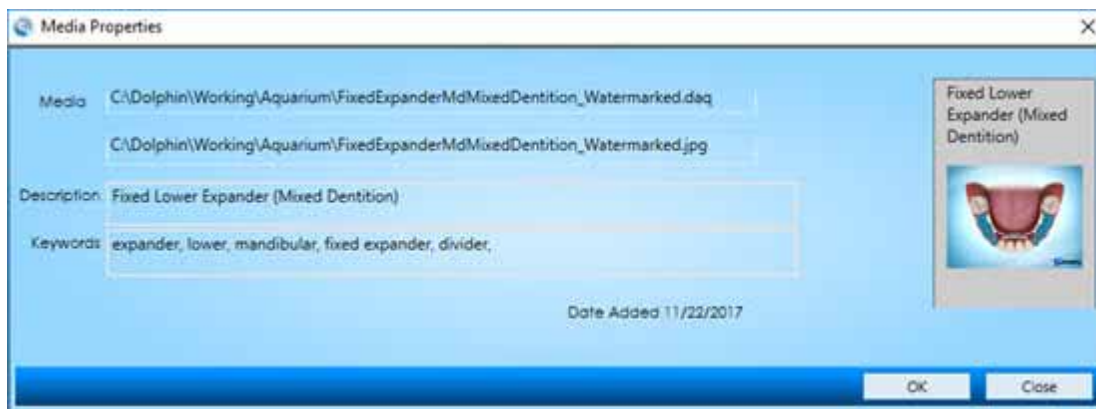 Media Properties
Media
C:\Dolphin\Working\Aquarium\FixedExpanderMdMixedDentition_Watermarked.daq
C:\Dolphin\Working\Aquarium\FixedExpanderMdMixedDentition_Watermarked.jpg
Description
Fixed Lower Expander (Mixed Dentition)
Keywords
expander, lower, mandibular, fixed expander, divider,
Date Added 11/22/2017
Fixed Lower
Expander (Mixed
Dentition)
OK
Close